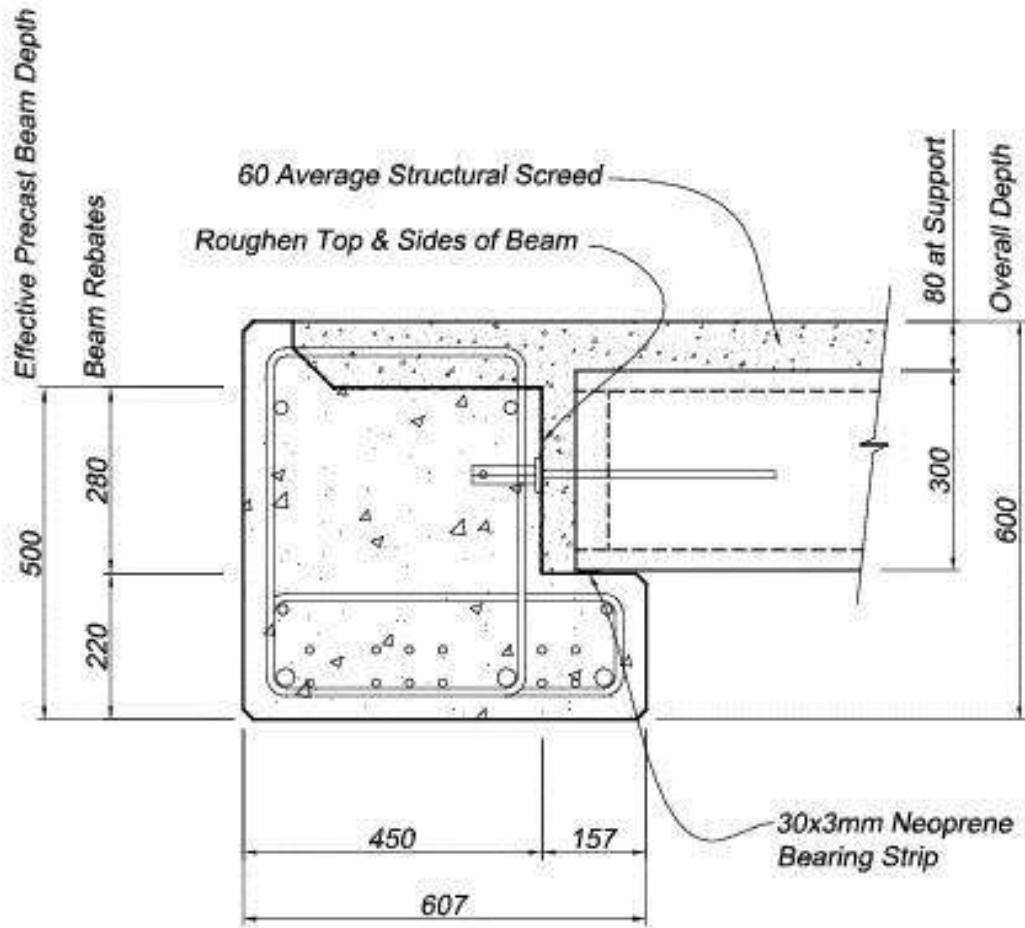 Effective Precast Beam Depth
Beam Rebates
60 Average Structural Screed
Roughen Top & Sides of Beam
80 at Support
Overall Depth
500
280
220
300
600
450
157
607
30x3mm Neoprene
Bearing Strip